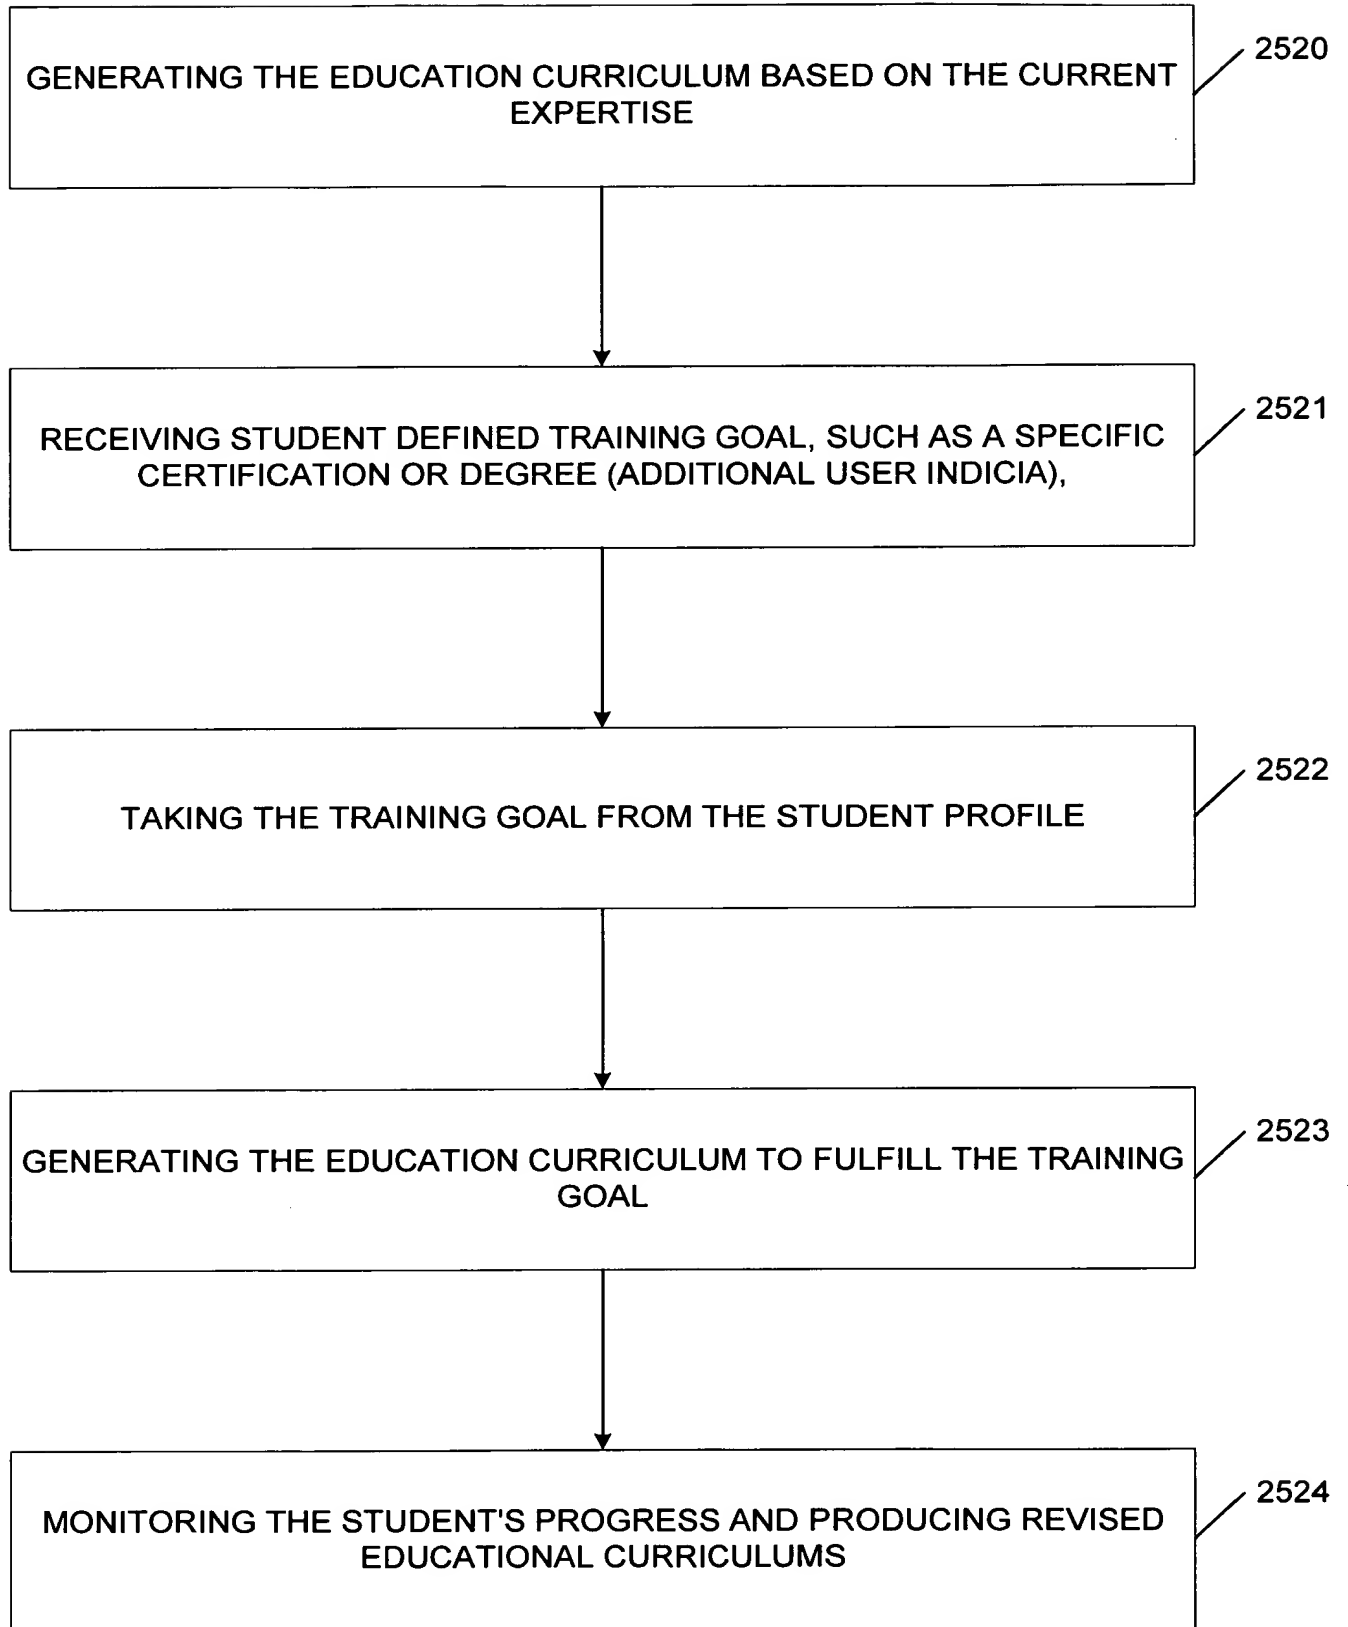 GENERATING THE EDUCATION CURRICULUM BASED ON THE CURRENT
EXPERTISE
2520
RECEIVING STUDENT DEFINED TRAINING GOAL, SUCH AS A SPECIFIC
CERTIFICATION OR DEGREE (ADDITIONAL USER INDICIA),
2521
TAKING THE TRAINING GOAL FROM THE STUDENT PROFILE
2522
GENERATING THE EDUCATION CURRICULUM TO FULFILL THE TRAINING
GOAL
2523
MONITORING THE STUDENT'S PROGRESS AND PRODUCING REVISED
EDUCATIONAL CURRICULUMS
2524